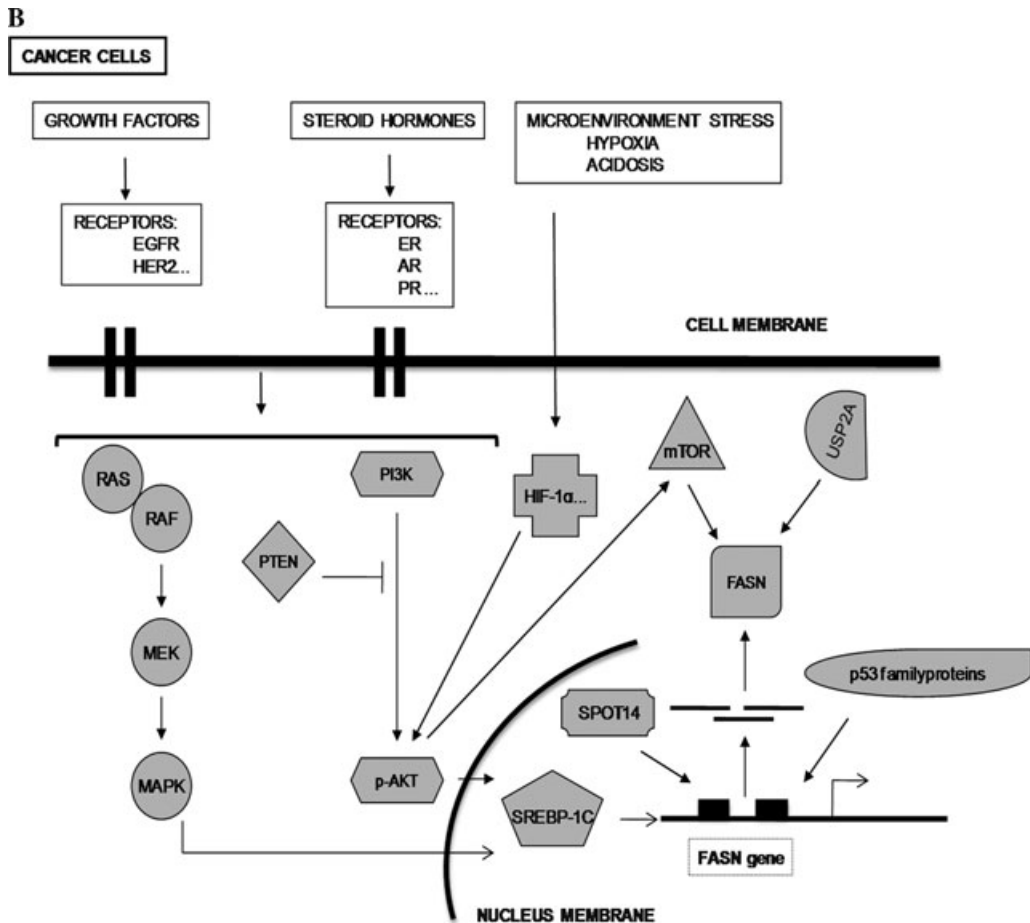 B
CANCER CELLS
GROWTH FACTORS
STEROID HORMONES
MICROENVIRONMENT STRESS
HYPOXIA
ACIDOSIS
RECEPTORS:
EGFR
HER2...
RECEPTORS:
ER
AR
PR...
CELL MEMBRANE
RAS
RAF
PI3K
HIF-1α...
mTOR
USP2A
PTEN
FASN
MEK
p53 familyproteins
SPOT14
MAPK
p-AKT
SREBP-1C
FASN gene
NUCLEUS MEMBRANE